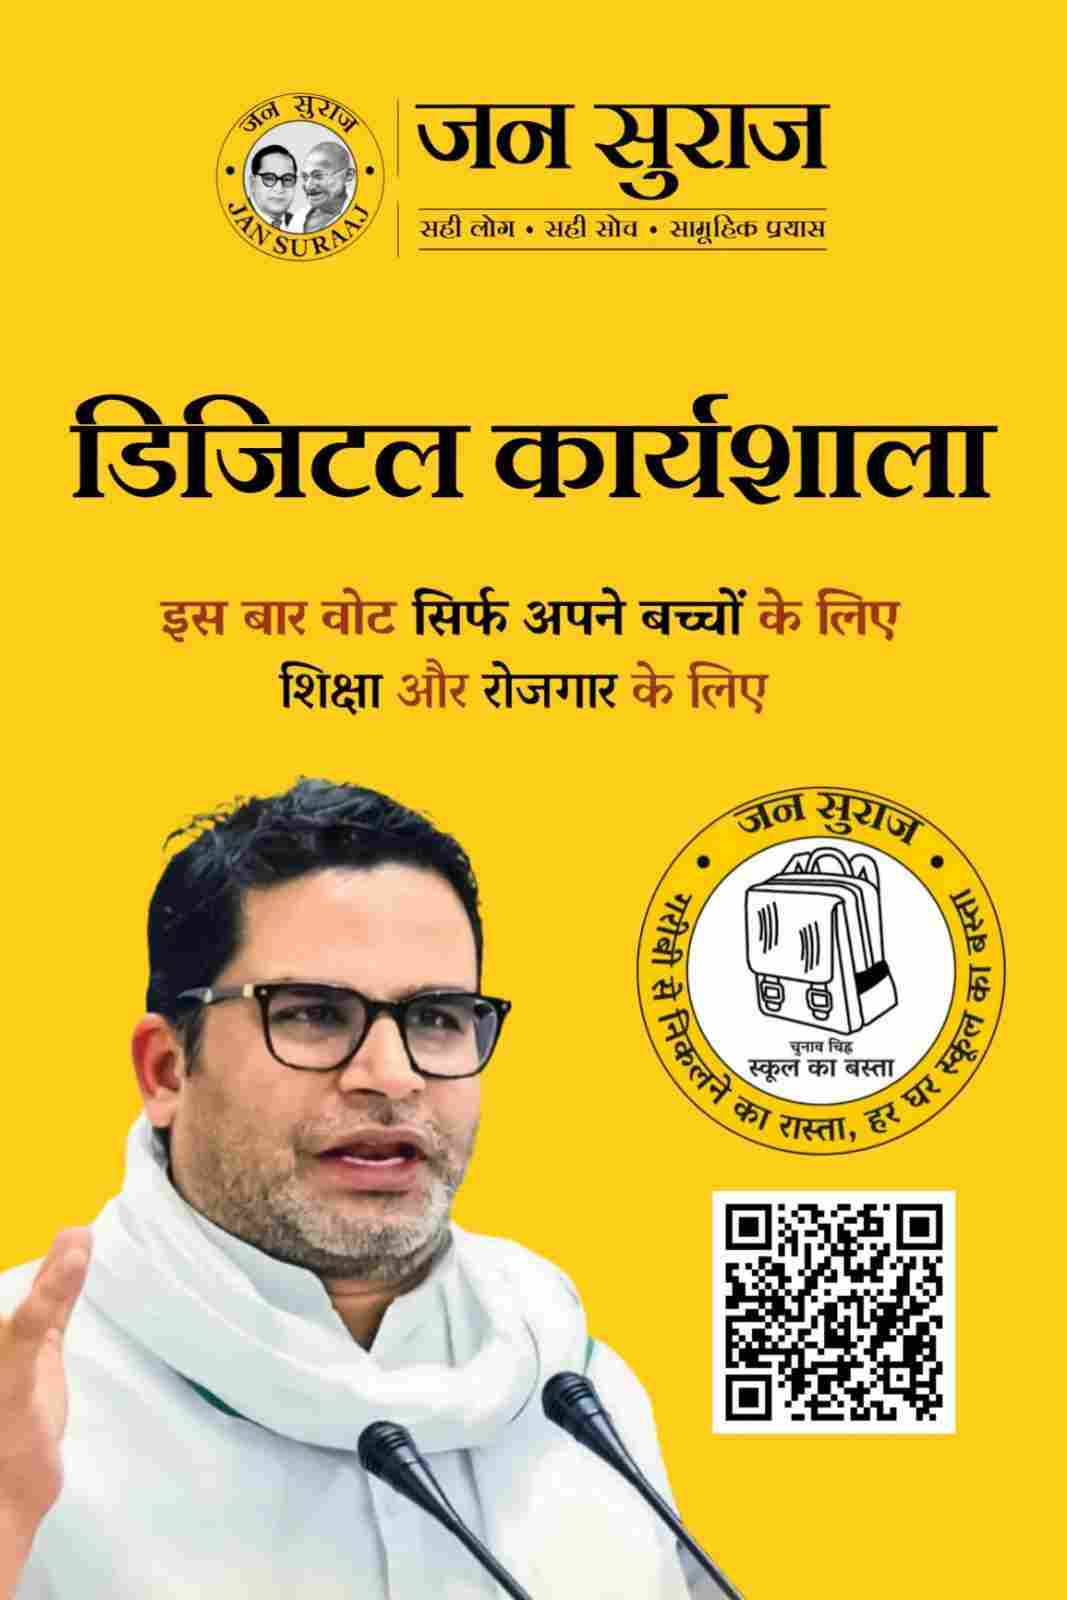 जन सुराज
JAN SURAAJ
जन सुराज
सही लोग • सही सोच • सामूहिक प्रयास
डिजिटल कार्यशाला
इस बार वोट सिर्फ अपने बच्चों के लिए
शिक्षा और रोजगार के लिए
जन सुराज
गरीबी से निकलने का रास्ता, हर घर स्कूल का बस्ता
चुनाव चिह्न
स्कूल का बस्ता